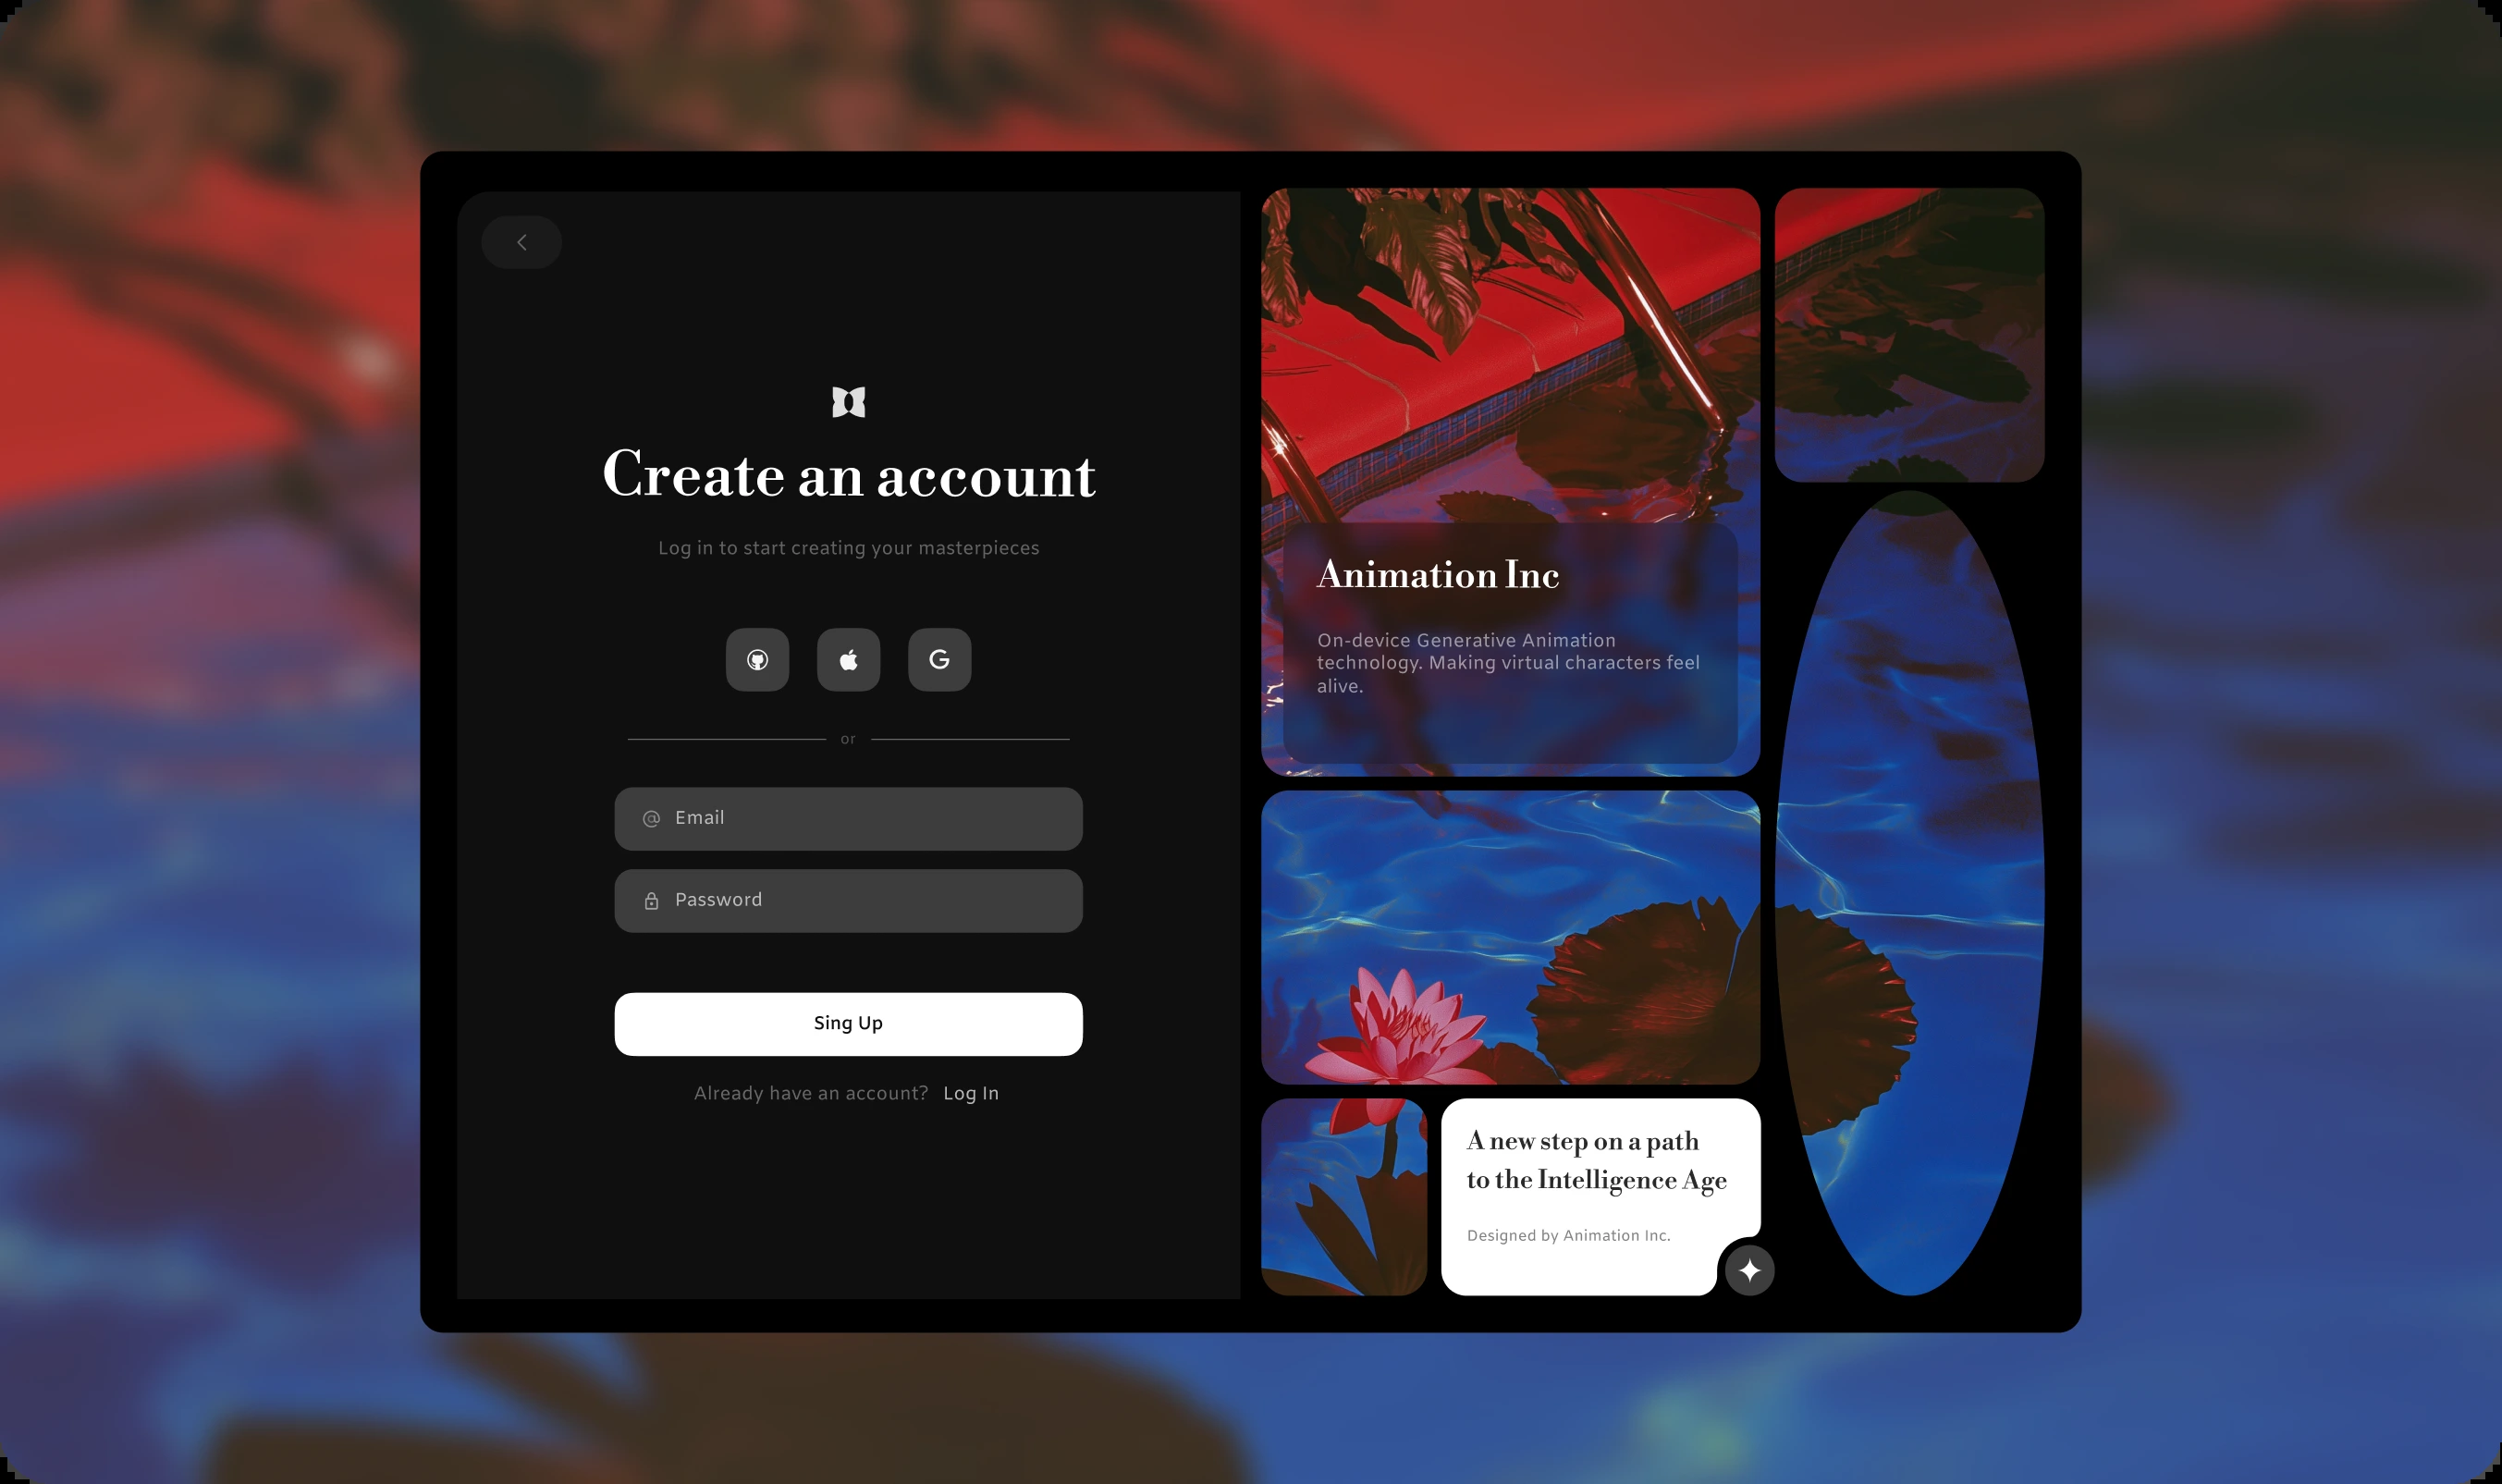 Create an account
Log in to start creating your masterpieces
or
@ Email
Password
Sing Up
Already have an account? Log In
Animation Inc
On-device Generative Animation
technology. Making virtual characters feel
alive.
A new step on a path
to the Intelligence Age
Designed by Animation Inc.